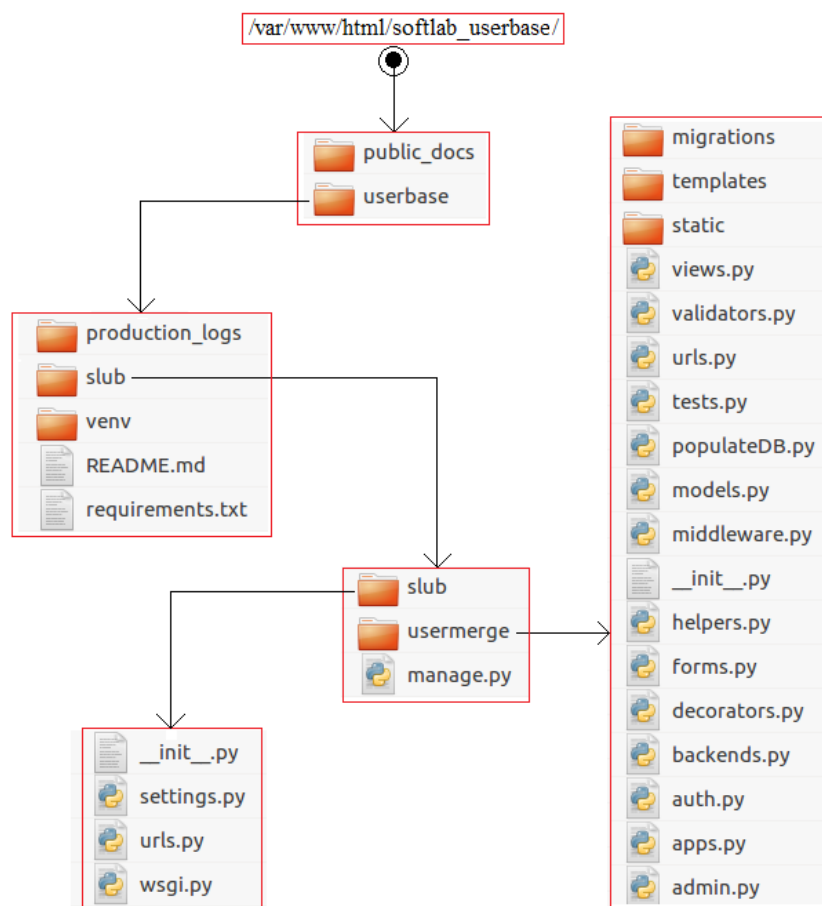 /var/www/html/softlab_userbase/
public_docs
userbase
production_logs
slub
venv
README.md
requirements.txt
slub
usermerge
manage.py
__init__.py
settings.py
urls.py
wsgi.py
migrations
templates
static
views.py
validators.py
urls.py
tests.py
populateDB.py
models.py
middleware.py
__init__.py
helpers.py
forms.py
decorators.py
backends.py
auth.py
apps.py
admin.py